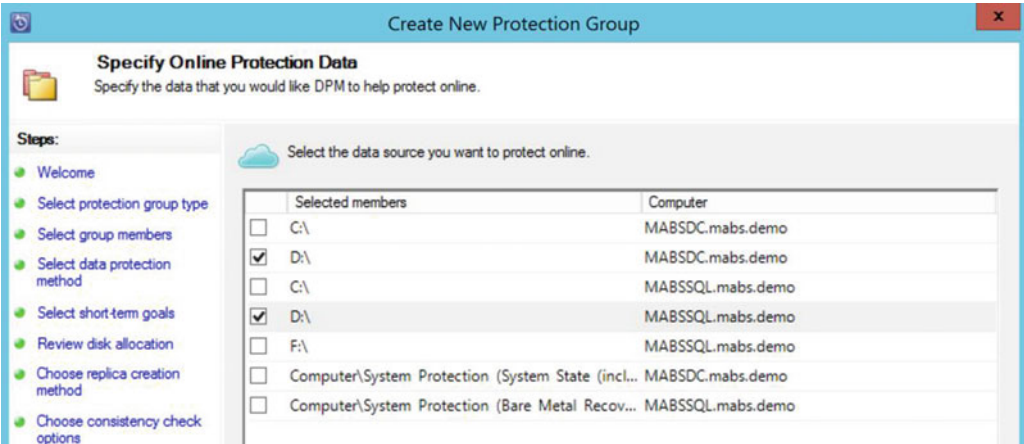 Create New Protection Group
x
Specify Online Protection Data
Specify the data that you would like DPM to help protect online.
Steps:
Welcome
Select protection group type
Select group members
Select data protection
method
Select short-term goals
Review disk allocation
Choose replica creation
method
Choose consistency check
options
Select the data source you want to protect online.
Selected members Computer
C:\ MABSDC.mabs.demo
D:\ MABSDC.mabs.demo
C:\ MABSSQL.mabs.demo
D:\ MABSSQL.mabs.demo
F:\ MABSSQL.mabs.demo
Computer\System Protection (System State (incl... MABSDC.mabs.demo
Computer\System Protection (Bare Metal Recov... MABSSQL.mabs.demo